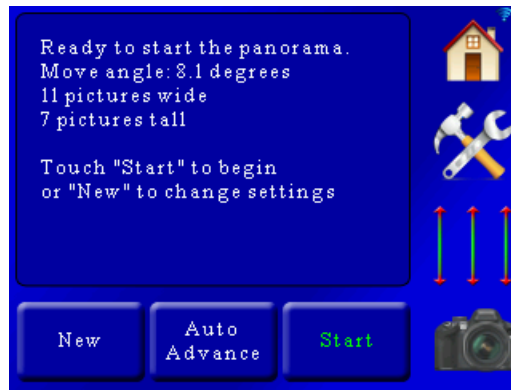 Ready to start the panorama.
Move angle: 8.1 degrees
11 pictures wide
7 pictures tall
Touch "Start" to begin
or "New" to change settings
New
Auto
Advance
Start